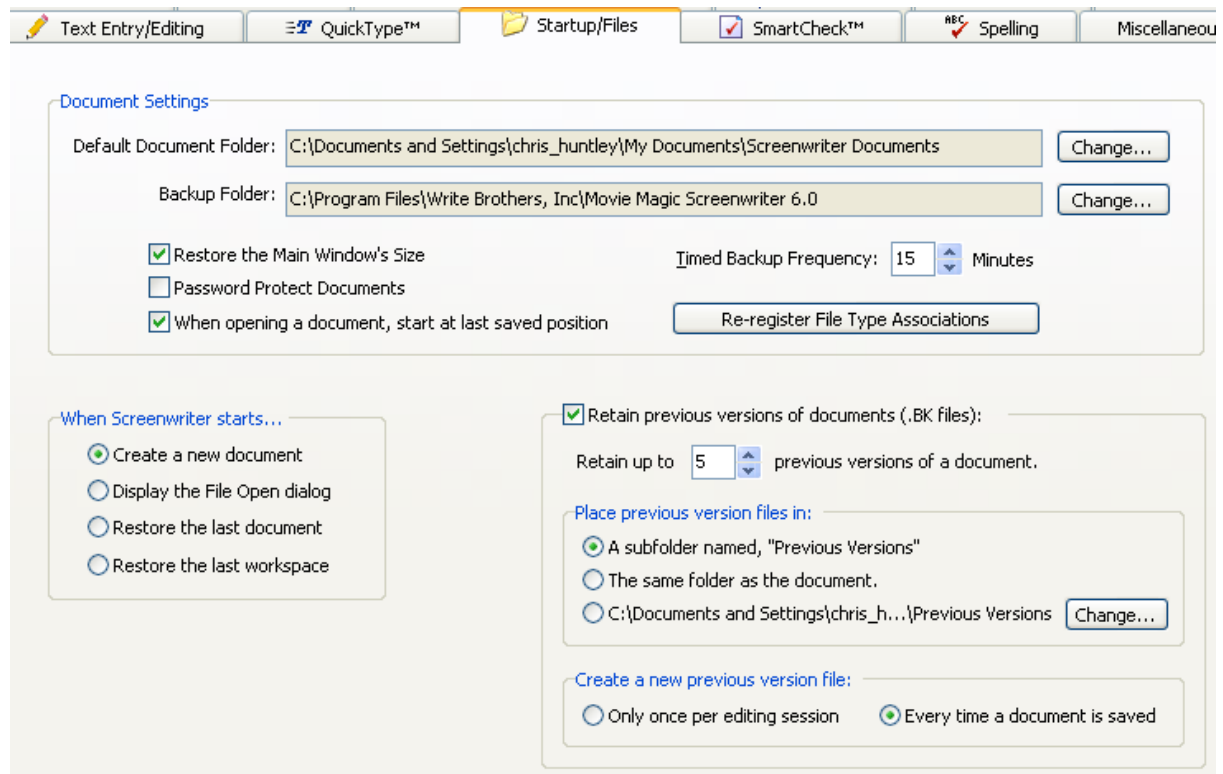 Text Entry/Editing QuickType™ Startup/Files SmartCheck™ ABC Spelling Miscellaneou
Document Settings
Default Document Folder: C:\Documents and Settings\chris_huntley\My Documents\Screenwriter Documents Change...
Backup Folder: C:\Program Files\Write Brothers, Inc\Movie Magic Screenwriter 6.0 Change...
Restore the Main Window's Size Timed Backup Frequency: 15 Minutes
Password Protect Documents
When opening a document, start at last saved position Re-register File Type Associations
When Screenwriter starts...
Create a new document
Display the File Open dialog
Restore the last document
Restore the last workspace
Retain previous versions of documents (.BK files):
Retain up to 5 previous versions of a document.
Place previous version files in:
A subfolder named, "Previous Versions"
The same folder as the document.
C:\Documents and Settings\chris_h...\Previous Versions Change...
Create a new previous version file:
Only once per editing session Every time a document is saved